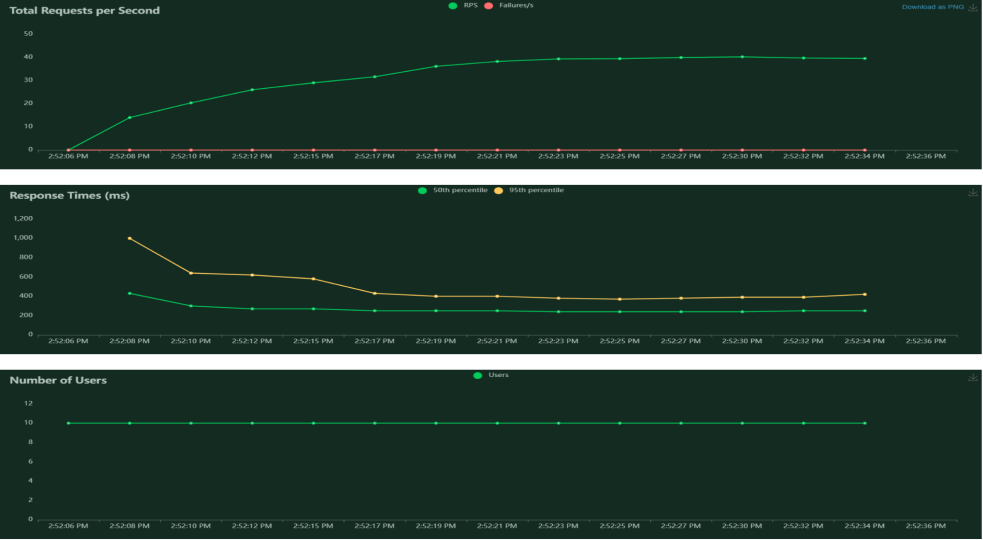 Total Requests per Second
RPS Failures/s
Download as PNG
50
40
30
20
10
0
2:52:06 PM 2:52:08 PM 2:52:10 PM 2:52:12 PM 2:52:15 PM 2:52:17 PM 2:52:19 PM 2:52:21 PM 2:52:23 PM 2:52:25 PM 2:52:27 PM 2:52:30 PM 2:52:32 PM 2:52:34 PM 2:52:36 PM
Response Times (ms)
50th percentile 95th percentile
1,200
1,000
800
600
400
200
0
2:52:06 PM 2:52:08 PM 2:52:10 PM 2:52:12 PM 2:52:15 PM 2:52:17 PM 2:52:19 PM 2:52:21 PM 2:52:23 PM 2:52:25 PM 2:52:27 PM 2:52:30 PM 2:52:32 PM 2:52:34 PM 2:52:36 PM
Number of Users
Users
12
10
8
6
4
2
0
2:52:06 PM 2:52:08 PM 2:52:10 PM 2:52:12 PM 2:52:15 PM 2:52:17 PM 2:52:19 PM 2:52:21 PM 2:52:23 PM 2:52:25 PM 2:52:27 PM 2:52:30 PM 2:52:32 PM 2:52:34 PM 2:52:36 PM